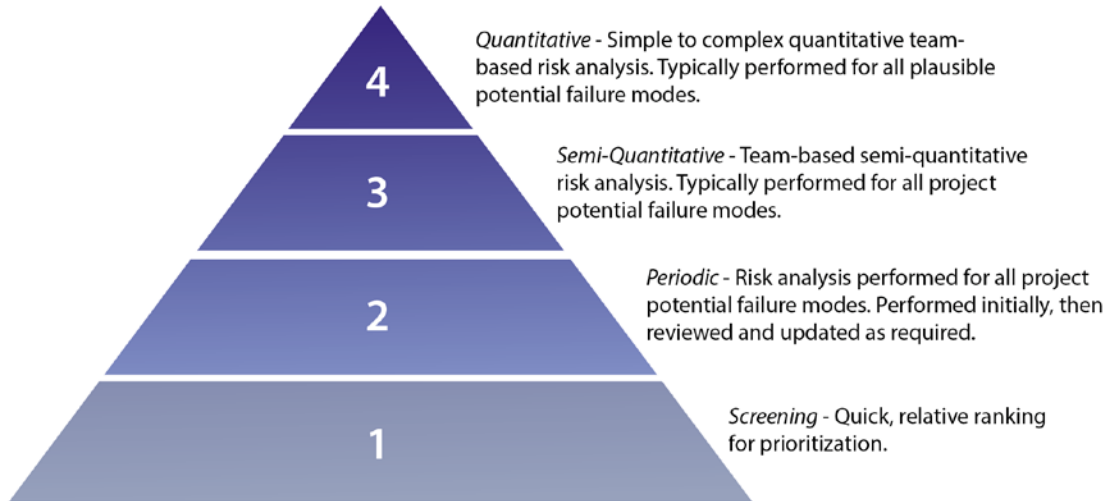 4
Quantitative - Simple to complex quantitative team-
based risk analysis. Typically performed for all plausible
potential failure modes.
3
Semi-Quantitative - Team-based semi-quantitative
risk analysis. Typically performed for all project
potential failure modes.
2
Periodic - Risk analysis performed for all project
potential failure modes. Performed initially, then
reviewed and updated as required.
1
Screening - Quick, relative ranking
for prioritization.